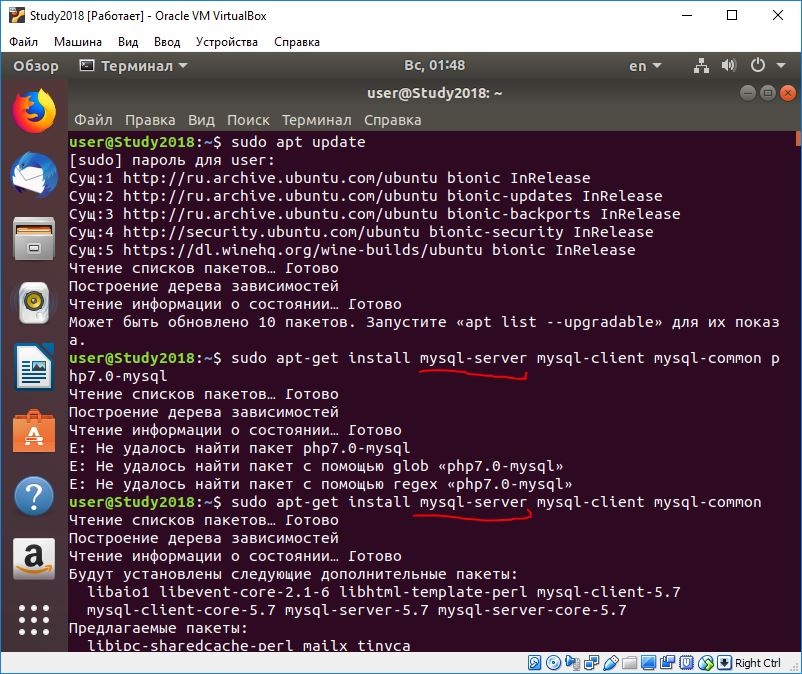 Study2018 [Работает] - Oracle VM VirtualBox
Файл Машина Вид Ввод Устройства Справка
Обзор Терминал Вс, 01:48 en
user@Study2018: ~
Файл Правка Вид Поиск Терминал Справка
user@Study2018:~$ sudo apt update
[sudo] пароль для user:
Сущ:1 http://ru.archive.ubuntu.com/ubuntu bionic InRelease
Сущ:2 http://ru.archive.ubuntu.com/ubuntu bionic-updates InRelease
Сущ:3 http://ru.archive.ubuntu.com/ubuntu bionic-backports InRelease
Сущ:4 http://security.ubuntu.com/ubuntu bionic-security InRelease
Сущ:5 https://dl.winehq.org/wine-builds/ubuntu bionic InRelease
Чтение списков пакетов… Готово
Построение дерева зависимостей
Чтение информации о состоянии… Готово
Может быть обновлено 10 пакетов. Запустите «apt list --upgradable» для их показ
а.
user@Study2018:~$ sudo apt-get install mysql-server mysql-client mysql-common p
hp7.0-mysql
Чтение списков пакетов… Готово
Построение дерева зависимостей
Чтение информации о состоянии… Готово
E: Не удалось найти пакет php7.0-mysql
E: Не удалось найти пакет с помощью glob «php7.0-mysql»
E: Не удалось найти пакет с помощью regex «php7.0-mysql»
user@Study2018:~$ sudo apt-get install mysql-server mysql-client mysql-common
Чтение списков пакетов… Готово
Построение дерева зависимостей
Чтение информации о состоянии… Готово
Будут установлены следующие дополнительные пакеты:
libaio1 libevent-core-2.1-6 libhtml-template-perl mysql-client-5.7
mysql-client-core-5.7 mysql-server-5.7 mysql-server-core-5.7
Предлагаемые пакеты:
libipc-sharedcache-perl mailx tinyca
Right Ctrl